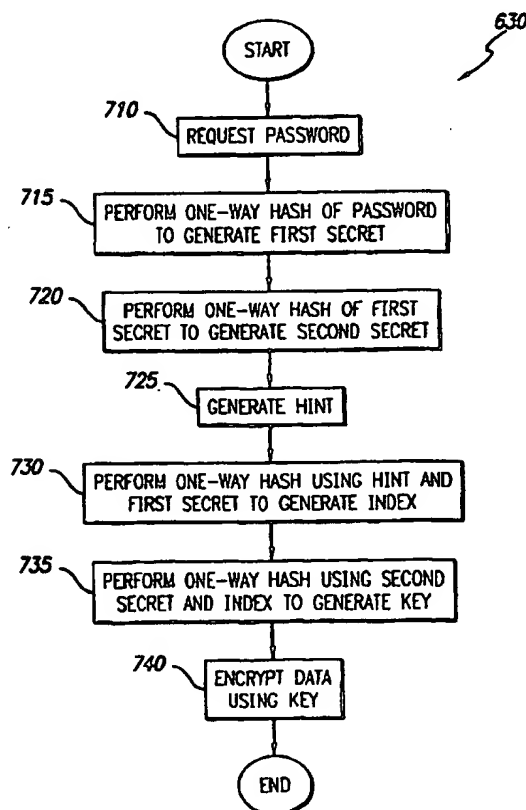 630
START
710
REQUEST PASSWORD
715
PERFORM ONE-WAY HASH OF PASSWORD
TO GENERATE FIRST SECRET
720
PERFORM ONE-WAY HASH OF FIRST
SECRET TO GENERATE SECOND SECRET
725
GENERATE HINT
730
PERFORM ONE-WAY HASH USING HINT AND
FIRST SECRET TO GENERATE INDEX
735
PERFORM ONE-WAY HASH USING SECOND
SECRET AND INDEX TO GENERATE KEY
740
ENCRYPT DATA
USING KEY
END